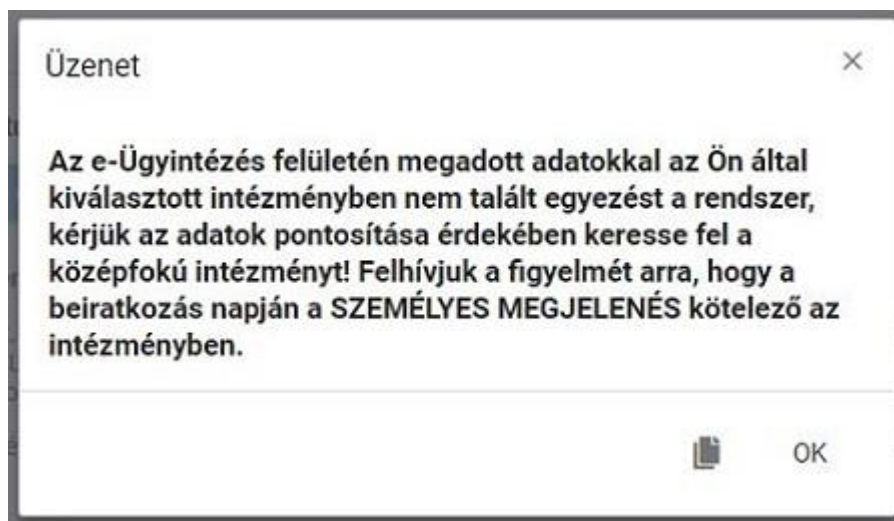 Üzenet
Az e-Ügyintézés felületén megadott adatokkal az Ön által
kiválasztott intézményben nem talált egyezést a rendszer,
kérjük az adatok pontosítása érdekében keresse fel a
középfokú intézményt! Felhívjuk a figyelmét arra, hogy a
beiratkozás napján a SZEMÉLYES MEGJELENÉS kötelező az
intézményben.
OK